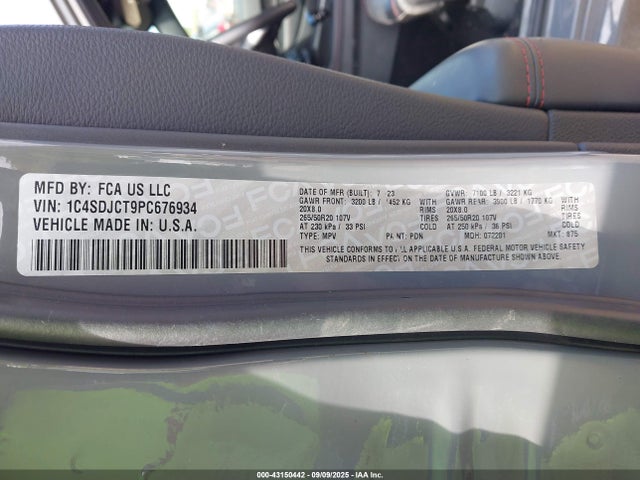 MFD BY: FCA US LLC
VIN: 1C4SDJCT9PC676934
VEHICLE MADE IN: U.S.A.
DATE OF MFR (BUILT): 7 23 GVWR: 7100 LB / 3221 KG
GAWR FRONT: 3200 LB / 1452 KG WITH GAWR REAR: 3900 LB / 1770 KG WITH
20X8.0 RIMS 20X8.0 RIMS
265/50R20 107V TIRES 265/50R20 107V TIRES
AT 230 kPa / 33 PSI COLD AT 250 kPa / 36 PSI COLD
TYPE: MPV PAINT: PDN MDH: 072201 MKT: 875
THIS VEHICLE CONFORMS TO ALL APPLICABLE U.S.A. FEDERAL MOTOR VEHICLE SAFETY
STANDARDS IN EFFECT ON THE DATE OF MANUFACTURE SHOWN ABOVE.
000-43150442 - 09/09/2025 - copart.ca